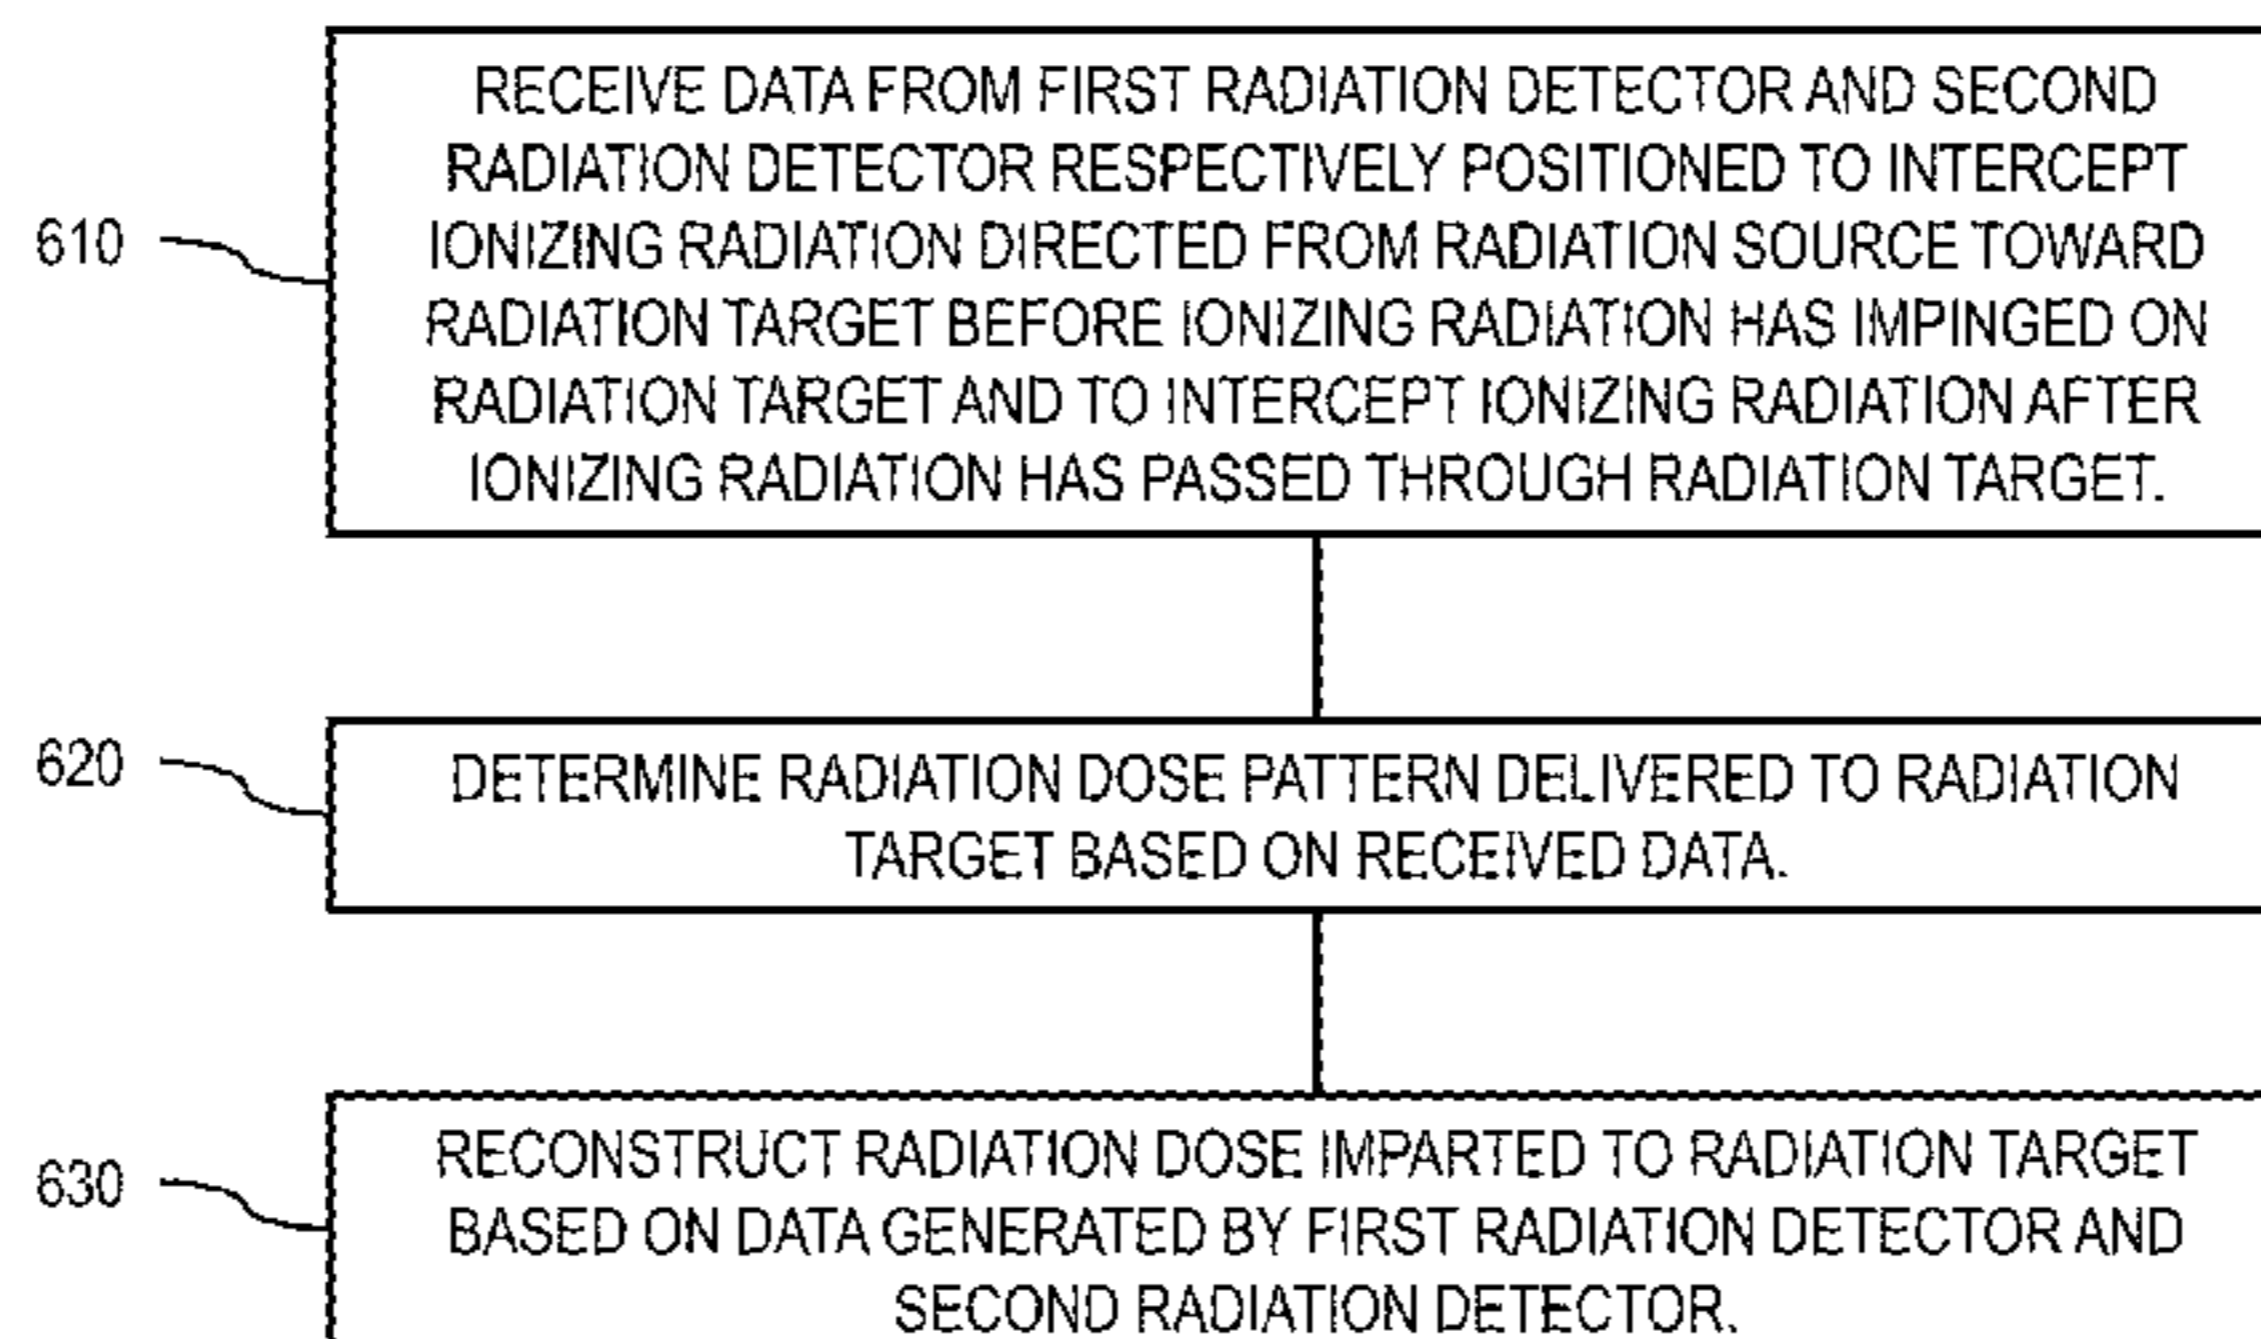 RECEIVE DATA FROM FIRST RADIATION DETECTOR AND SECOND
RADIATION DETECTOR RESPECTIVELY POSITIONED TO INTERCEPT
610
IONIZING RADIATION DIRECTED FROM RADIATION SOURCE TOWARD
RADIATION TARGET BEFORE IONIZING RADIATION HAS IMPINGED ON
RADIATION TARGET AND TO INTERCEPT IONIZING RADIATION AFTER
IONIZING RADIATION HAS PASSED THROUGH RADIATION TARGET.
620
DETERMINE RADIATION DOSE PATTERN DELIVERED TO RADIATION
TARGET BASED ON RECEIVED DATA.
630
RECONSTRUCT RADIATION DOSE IMPARTED TO RADIATION TARGET
BASED ON DATA GENERATED BY FIRST RADIATION DETECTOR AND
SECOND RADIATION DETECTOR.